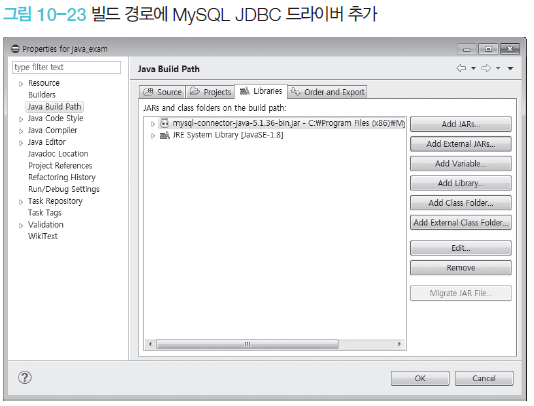 그림 10-23 빌드 경로에 MySQL JDBC 드라이버 추가
Properties for java_exam
type filter text
Resource
Builders
Java Build Path
Java Code Style
Java Compiler
Java Editor
Javadoc Location
Project References
Refactoring History
Run/Debug Settings
Task Repository
Task Tags
Validation
WikiText
Java Build Path
Source
Projects
Libraries
Order and Export
JARs and class folders on the build path:
mysql-connector-java-5.1.36-bin.jar - C:₩Program Files (x86)₩My
JRE System Library [JavaSE-1.8]
Add JARs...
Add External JARs...
Add Variable...
Add Library...
Add Class Folder...
Add External Class Folder...
Edit...
Remove
Migrate JAR File...
OK
Cancel